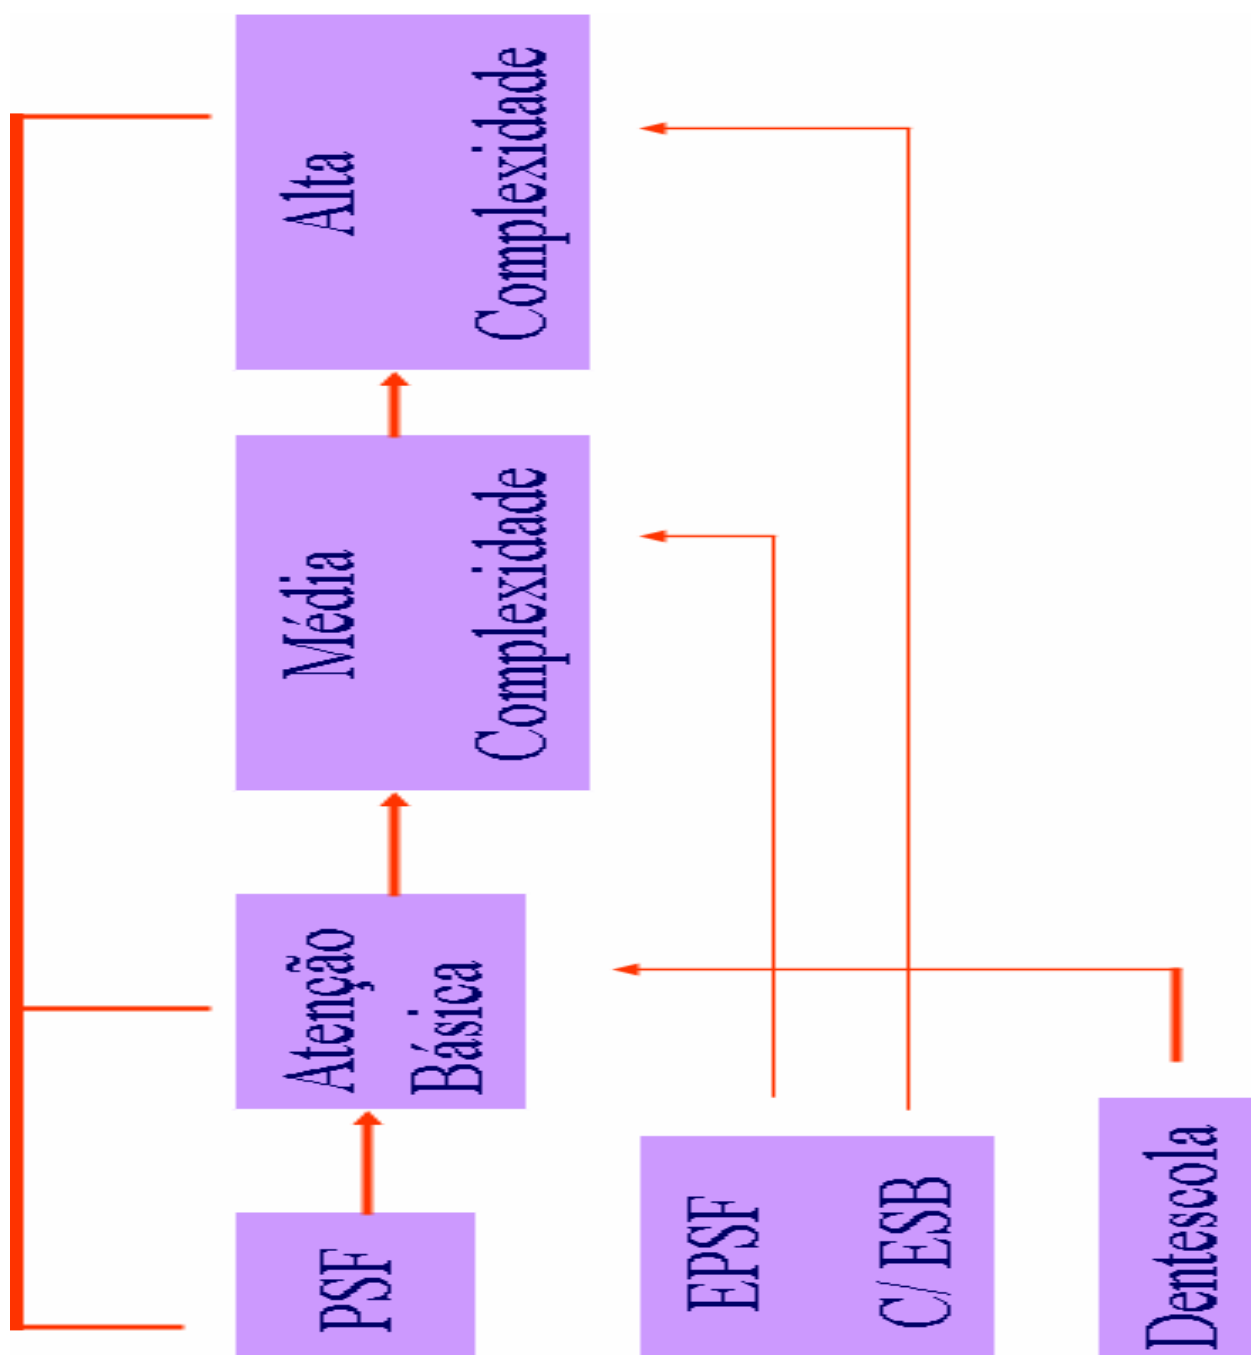 PSF
Atenção
Básica
Média
Complexidade
Alta
Complexidade
EPSF
C/ ESB
Dentescola